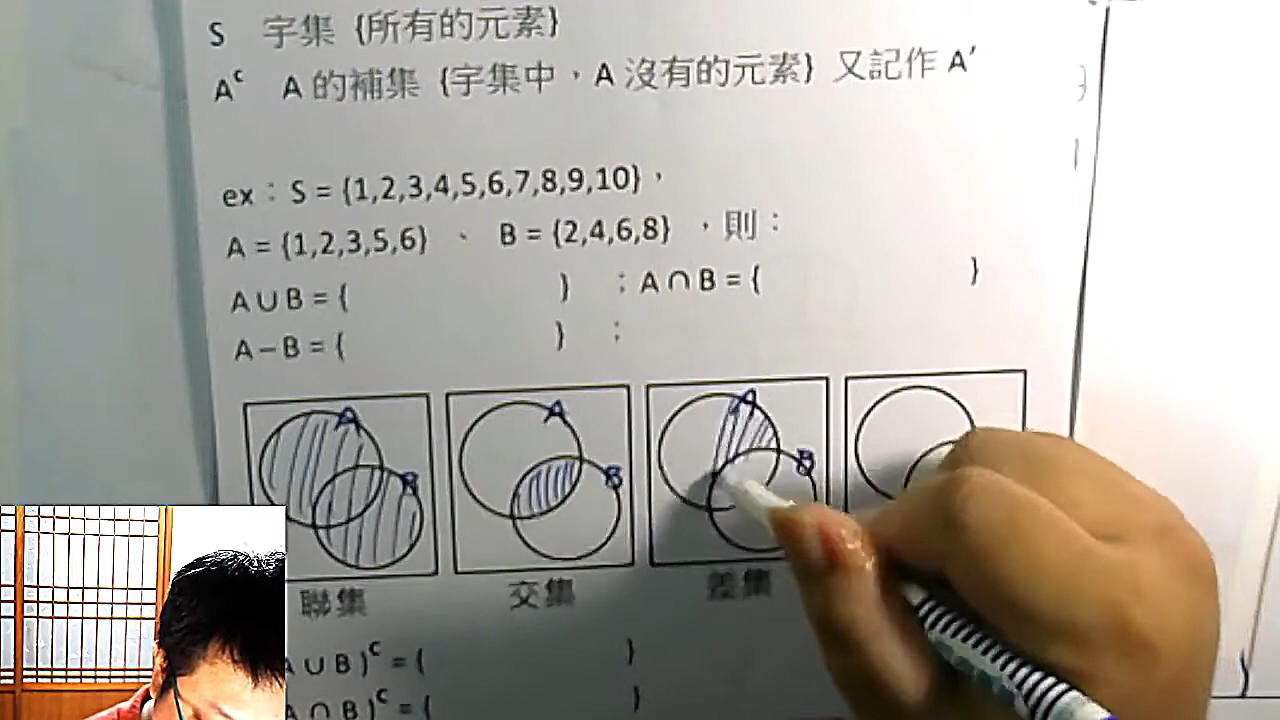 S 宇集 {所有的元素}
Aᶜ A 的補集 {宇集中，A 沒有的元素} 又記作 A′
ex：S = {1,2,3,4,5,6,7,8,9,10}，
A = {1,2,3,5,6} 、 B = {2,4,6,8} ，則：
A∪B = { } ；A∩B = { }
A－B = { } ；
A B A B A B
聯集 交集 差集
A∪B)ᶜ = { }
A∩B)ᶜ = { }